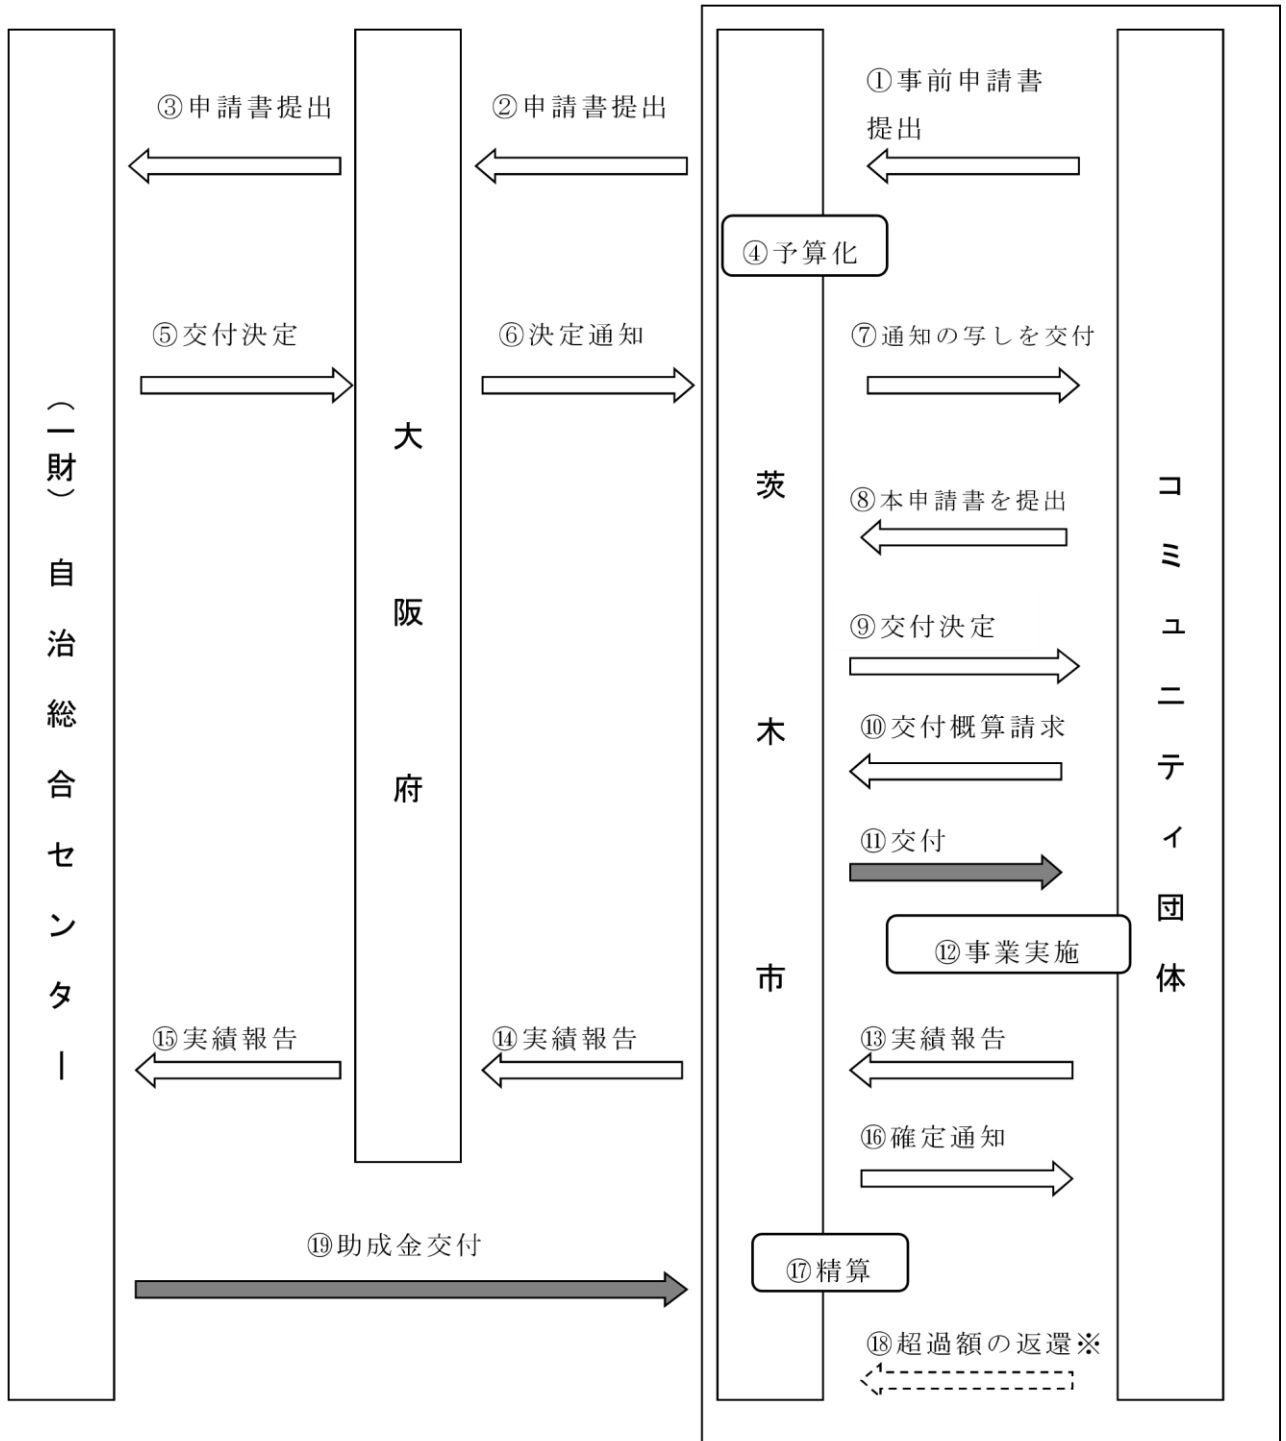 ③申請書提出
②申請書提出
①事前申請書
提出
④予算化
⑤交付決定
⑥決定通知
⑦通知の写しを交付
(一財) 自治総合センター
大阪府
茨木市
コミュニティ団体
⑧本申請書を提出
⑨交付決定
⑩交付概算請求
⑪交付
⑫事業実施
⑮実績報告
⑭実績報告
⑬実績報告
⑯確定通知
⑲助成金交付
⑰精算
⑱超過額の返還※